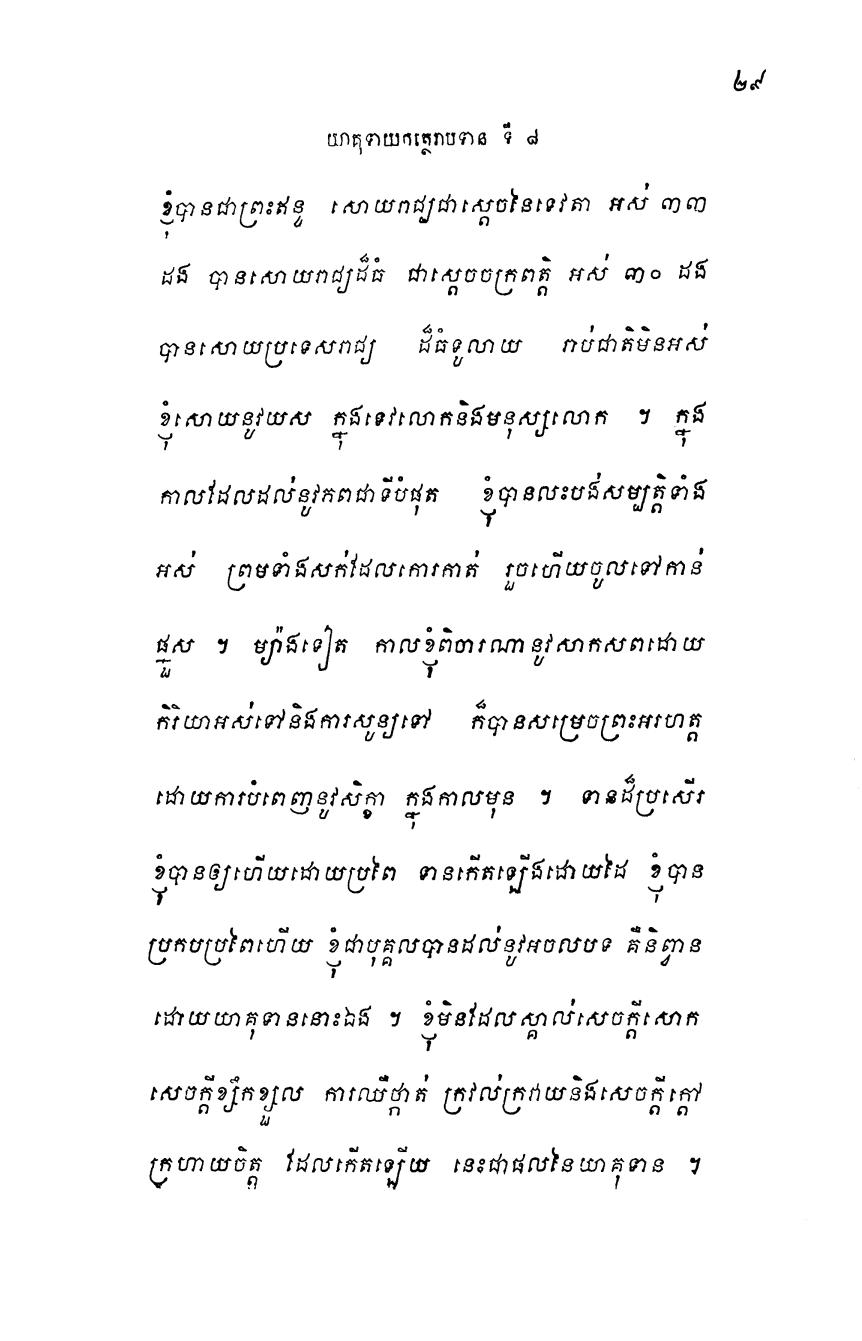 ២៩
យាគុទាយកត្ថេរាបទាន ទី ៨
ខ្ញុំបានជាព្រះឥន្ទ សោយរាជ្យជាស្តេចនៃទេវតា អស់ ៣៣
ដង បានសោយរាជ្យដ៏ធំ ជាស្តេចចក្រពត្តិ អស់ ៣០ ដង
បានសោយប្រទេសរាជ្យ ដ៏ធំទូលាយ រាប់ជាតិមិនអស់
ខ្ញុំសោយនូវយស ក្នុងទេវលោកនិងមនុស្សលោក ។ ក្នុង
កាលដែលដល់នូវភពជាទីបំផុត ខ្ញុំបានលះបង់សម្បត្តិទាំង
អស់ ព្រមទាំងសក់ដែលកោរកាត់ រួចហើយចូលទៅកាន់
ផ្នួស ។ ម្យ៉ាងទៀត កាលខ្ញុំពិចារណានូវសាកសពដោយ
កិរិយាអស់ទៅនិងការសូន្យទៅ ក៏បានសម្រេចព្រះអរហត្ត
ដោយការបំពេញនូវសិក្ខា ក្នុងកាលមុន ។ ទានដ៏ប្រសើរ
ខ្ញុំបានឲ្យហើយដោយប្រពៃ ទានកើតឡើងដោយដៃ ខ្ញុំបាន
ប្រកបប្រពៃហើយ ខ្ញុំជាបុគ្គលបានដល់នូវអចលបទ គឺនិព្វាន
ដោយយាគុទាននោះឯង ។ ខ្ញុំមិនដែលស្គាល់សេចក្តីសោក
សេចក្តីខ្សឹកខ្សួល ការឈឺផ្តាត់ ក្រវល់ក្រវាយនិងសេចក្តីក្តៅ
ក្រហាយចិត្ត ដែលកើតឡើយ នេះជាផលនៃយាគុទាន ។